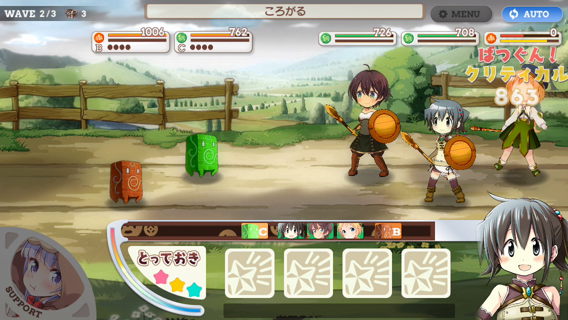 WAVE 2/3 3
ころがる
MENU
AUTO
1006
B
762
C
726
708
0
ばつぐん!
クリティカル
863
C
B
とっておき
SUPPORT